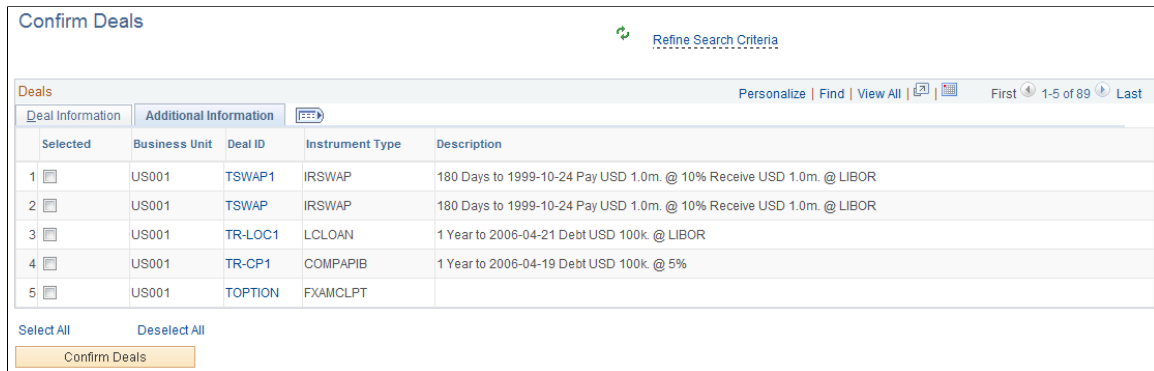 Confirm Deals
Refine Search Criteria
Deals Personalize | Find | View All | | First 1-5 of 89 Last
Deal Information Additional Information
Selected Business Unit Deal ID Instrument Type Description
1 US001 TSWAP1 IRSWAP 180 Days to 1999-10-24 Pay USD 1.0m. @ 10% Receive USD 1.0m. @ LIBOR
2 US001 TSWAP IRSWAP 180 Days to 1999-10-24 Pay USD 1.0m. @ 10% Receive USD 1.0m. @ LIBOR
3 US001 TR-LOC1 LCLOAN 1 Year to 2006-04-21 Debt USD 100k. @ LIBOR
4 US001 TR-CP1 COMPAPIB 1 Year to 2006-04-19 Debt USD 100k. @ 5%
5 US001 TOPTION FXAMCLPT
Select All Deselect All
Confirm Deals